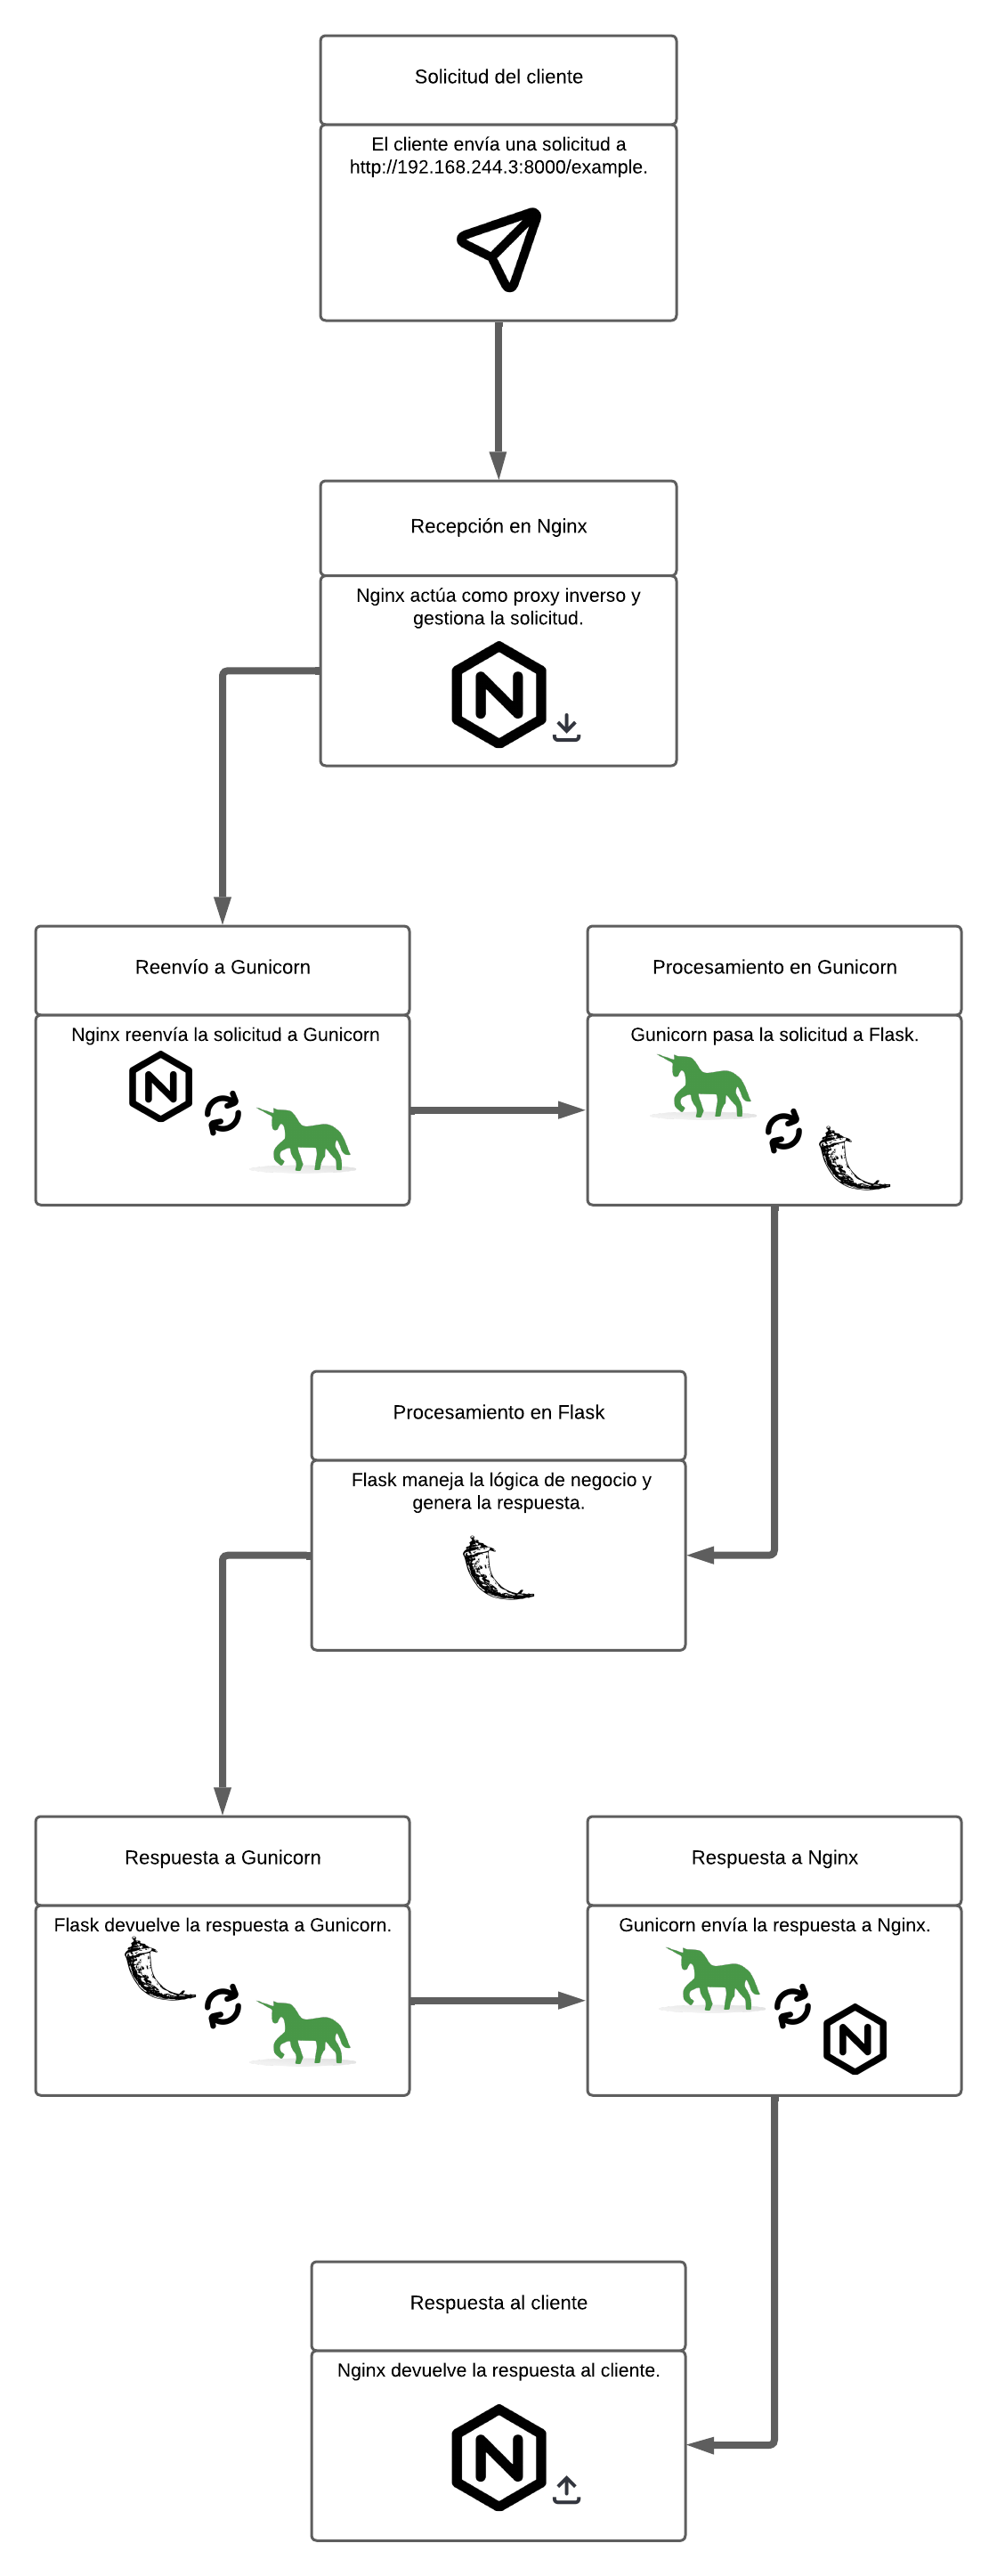 Solicitud del cliente
El cliente envía una solicitud a
http://192.168.244.3:8000/example.
Recepción en Nginx
Nginx actúa como proxy inverso y
gestiona la solicitud.
Reenvío a Gunicorn
Nginx reenvía la solicitud a Gunicorn
Procesamiento en Gunicorn
Gunicorn pasa la solicitud a Flask.
Procesamiento en Flask
Flask maneja la lógica de negocio y
genera la respuesta.
Respuesta a Gunicorn
Flask devuelve la respuesta a Gunicorn.
Respuesta a Nginx
Gunicorn envía la respuesta a Nginx.
Respuesta al cliente
Nginx devuelve la respuesta al cliente.